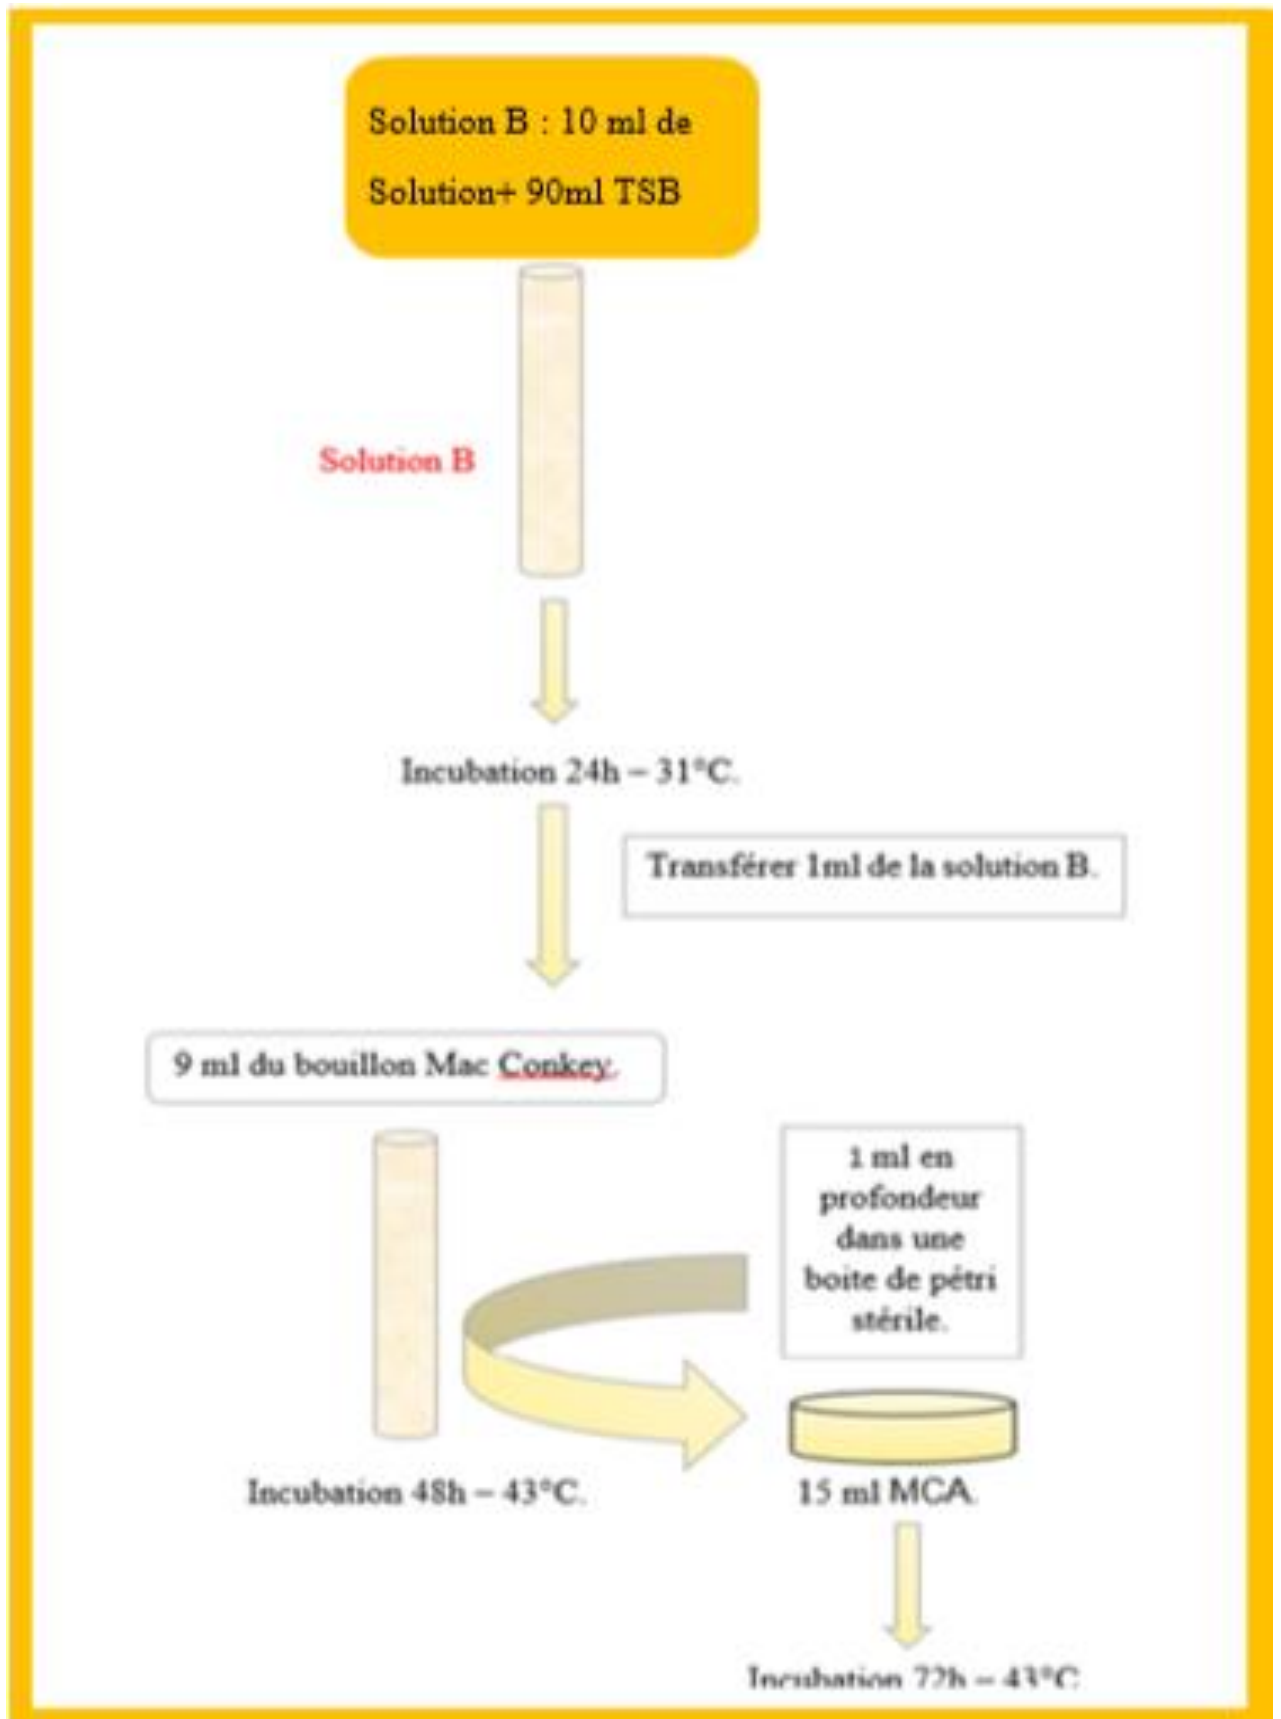 Solution B : 10 ml de
Solution+ 90ml TSB
Solution B
Incubation 24h – 31°C.
Transférer 1ml de la solution B.
9 ml du bouillon Mac Conkey.
1 ml en
profondeur
dans une
boite de pétri
stérile.
Incubation 48h – 43°C.
15 ml MCA.
Incubation 72h – 43°C